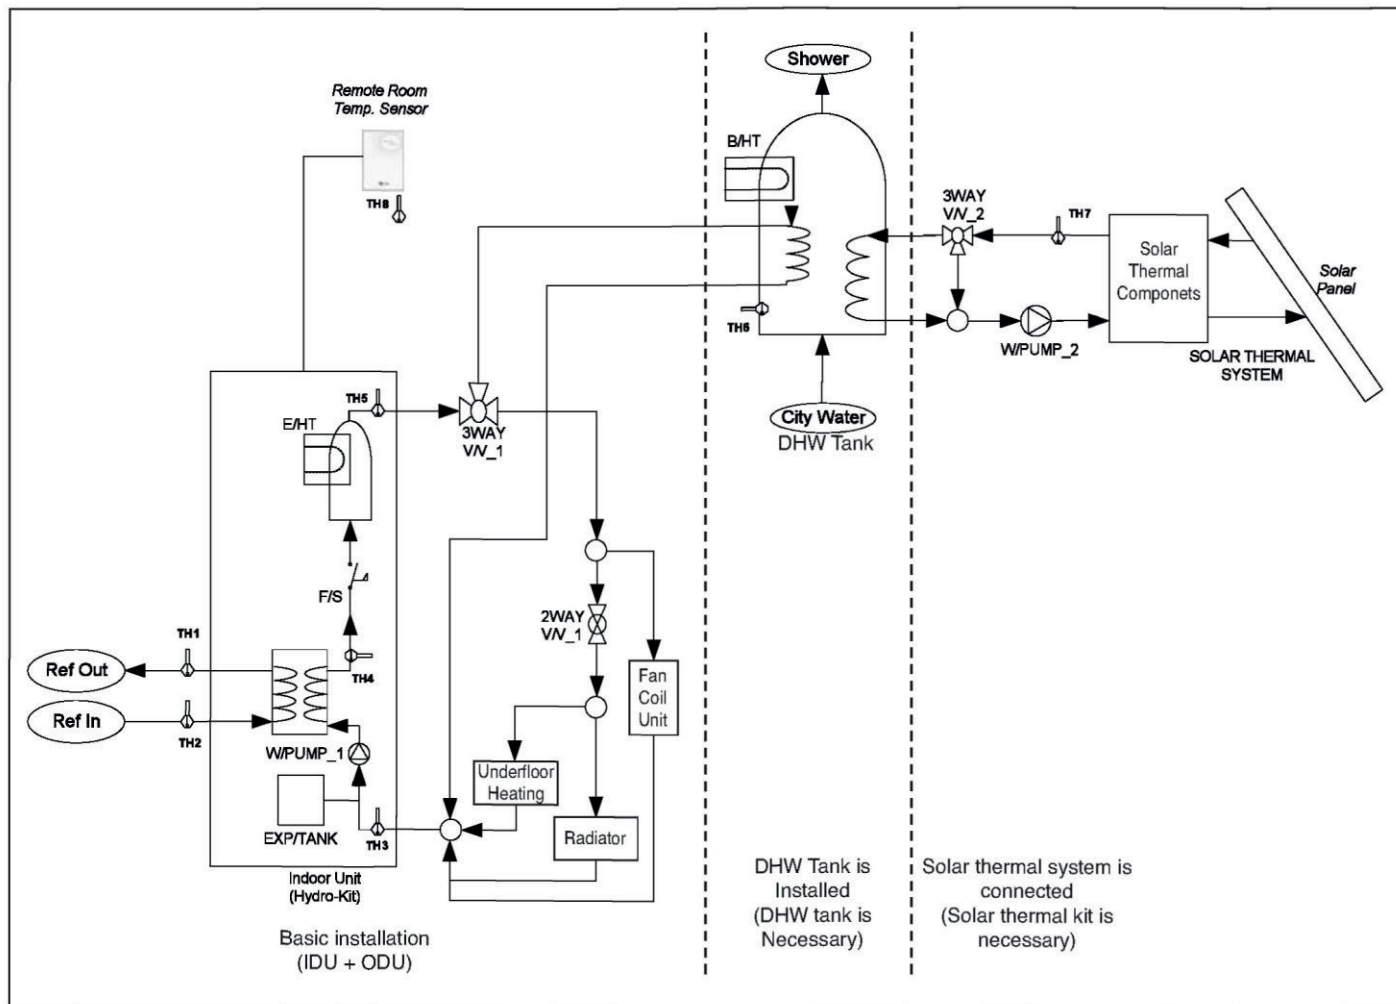 Shower
Remote Room
Temp. Sensor
B/HT
TH8
3WAY
V/V_2
TH7
Solar
Thermal
Componets
Solar
Panel
TH6
W/PUMP_2
SOLAR THERMAL
SYSTEM
City Water
DHW Tank
TH5
E/HT
3WAY
V/V_1
F/S
2WAY
V/V_1
TH1
Ref Out
TH4
Fan
Coil
Unit
Ref In
TH2
W/PUMP_1
Underfloor
Heating
EXP/TANK
TH3
Radiator
Indoor Unit
(Hydro-Kit)
Basic installation
(IDU + ODU)
DHW Tank is
Installed
(DHW tank is
Necessary)
Solar thermal system is
connected
(Solar thermal kit is
necessary)